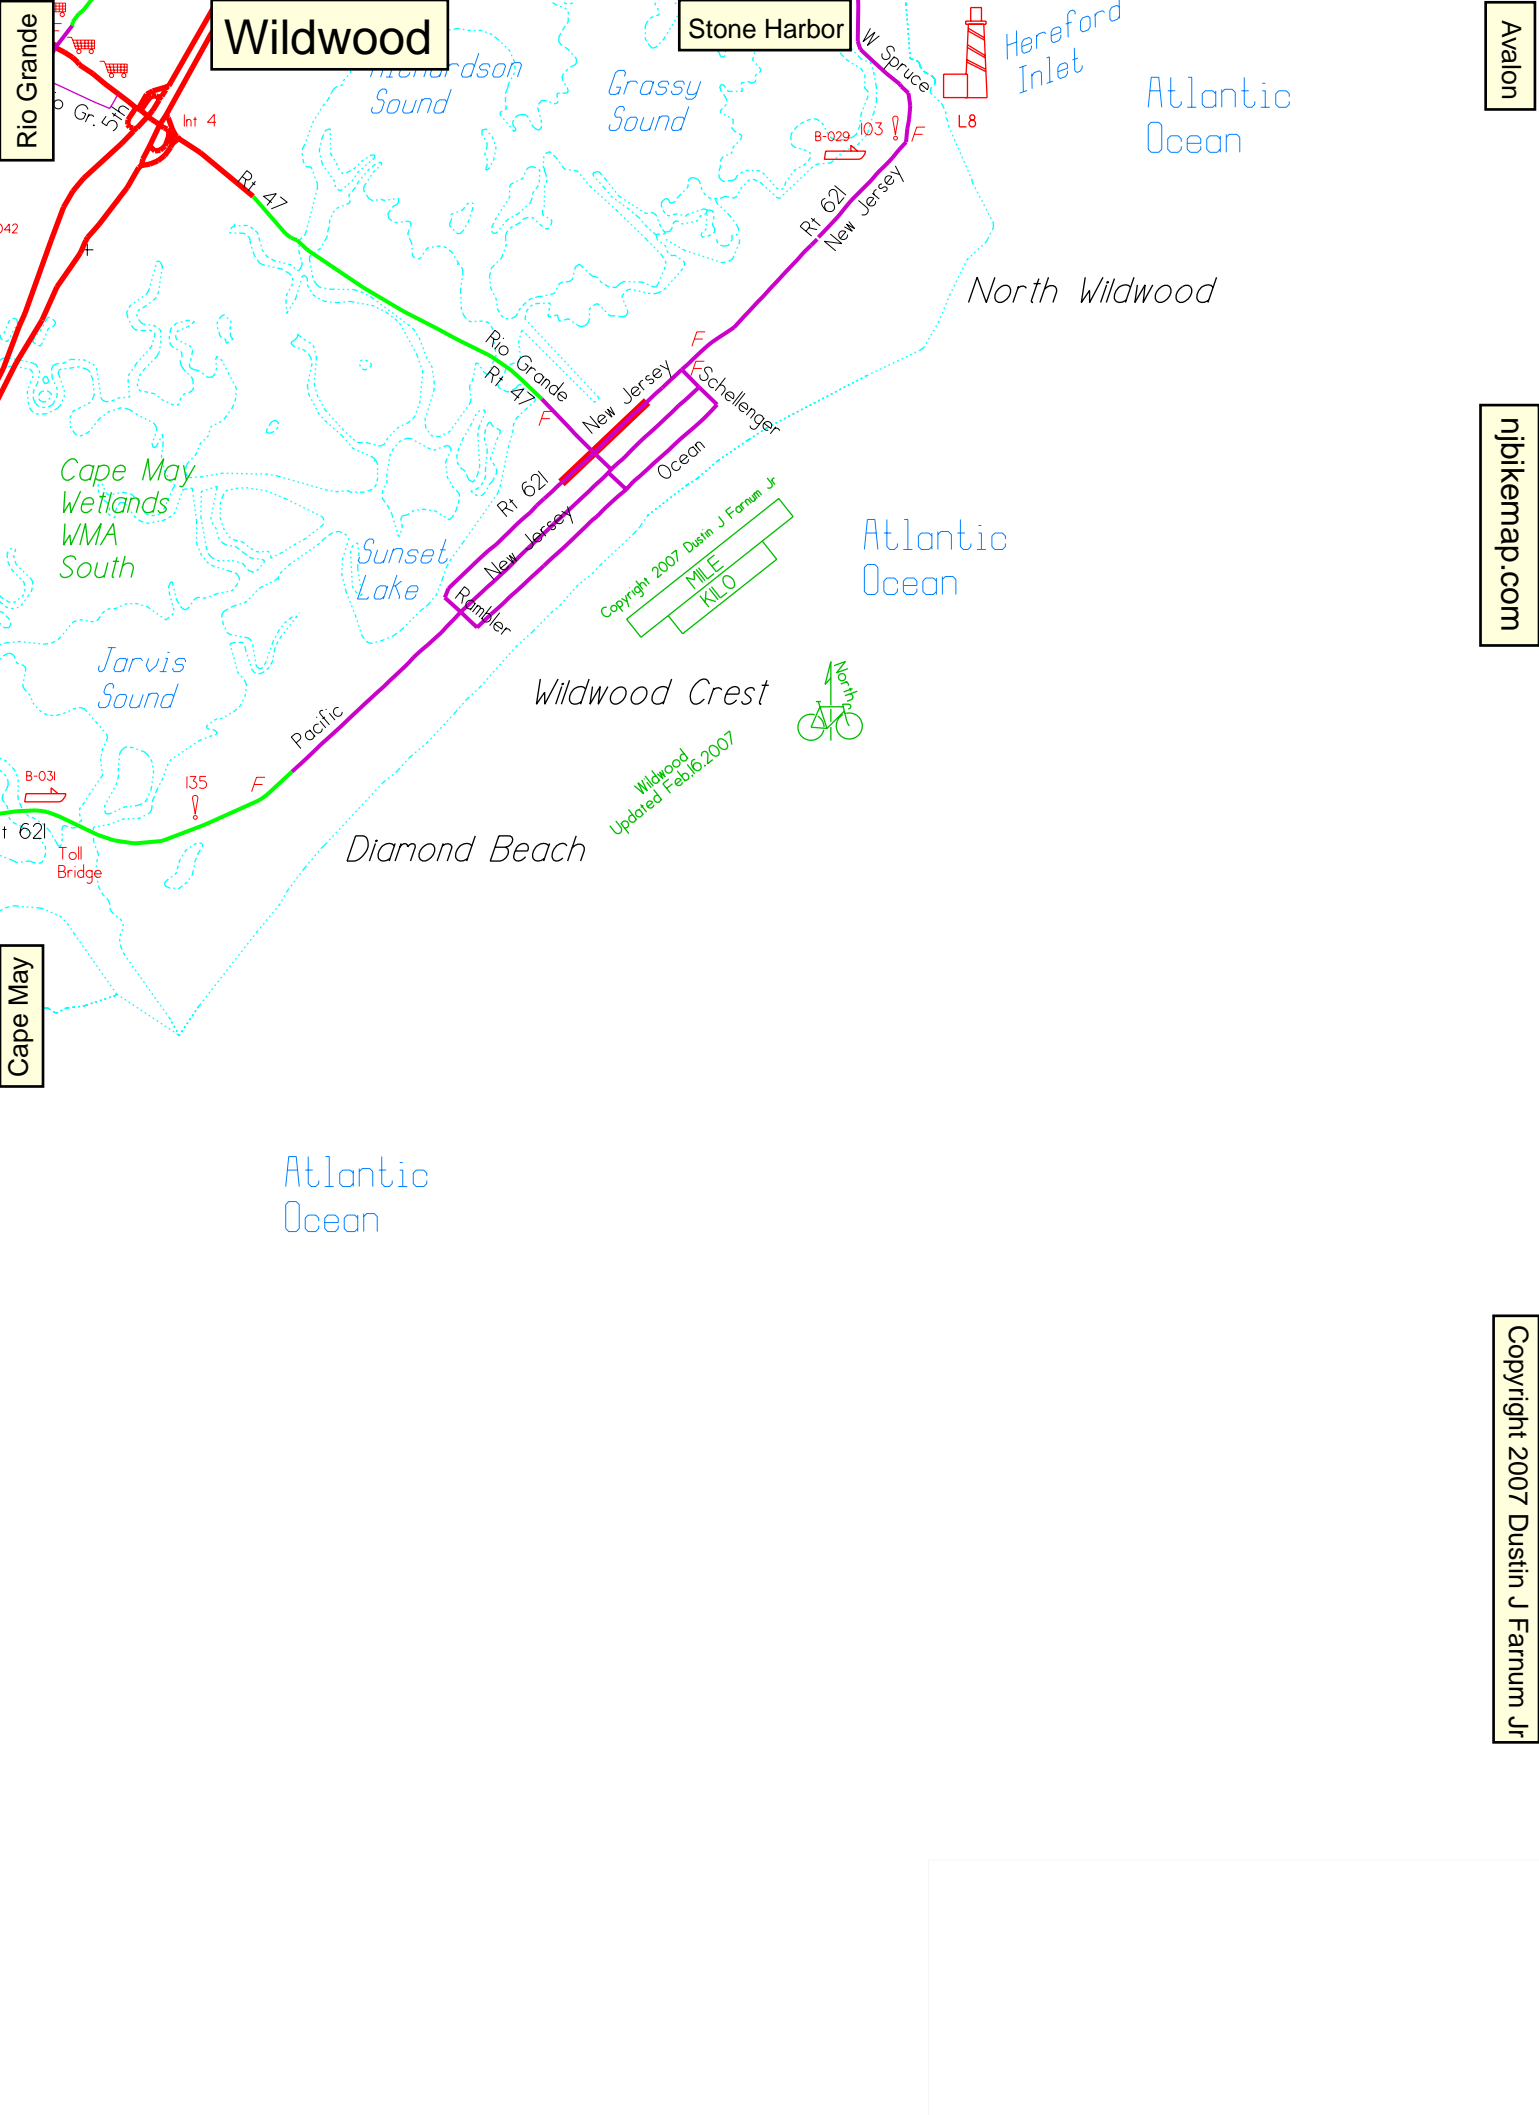 Rio Grande
Wildwood
Stone Harbor
Avalon
Sound
Grassy
Sound
W Spruce
Hereford
Inlet
Atlantic
Ocean
L8
B-029
103
F
Gr.
5th
Int 4
Rt 47
Rt 621
New Jersey
042
North Wildwood
Rio Grande
Rt 47
F
New Jersey
F
F
Schellenger
Ocean
njbikemap.com
Cape May
Wetlands
WMA
South
Rt 621
New Jersey
Sunset
Lake
Rambler
Copyright 2007 Dustin J Farnum Jr
MILE
KILO
Atlantic
Ocean
Jarvis
Sound
Wildwood Crest
North
Pacific
Wildwood
Updated Feb.16.2007
B-031
135
F
t 621
Toll
Bridge
Diamond Beach
Cape May
Atlantic
Ocean
Copyright 2007 Dustin J Farnum Jr